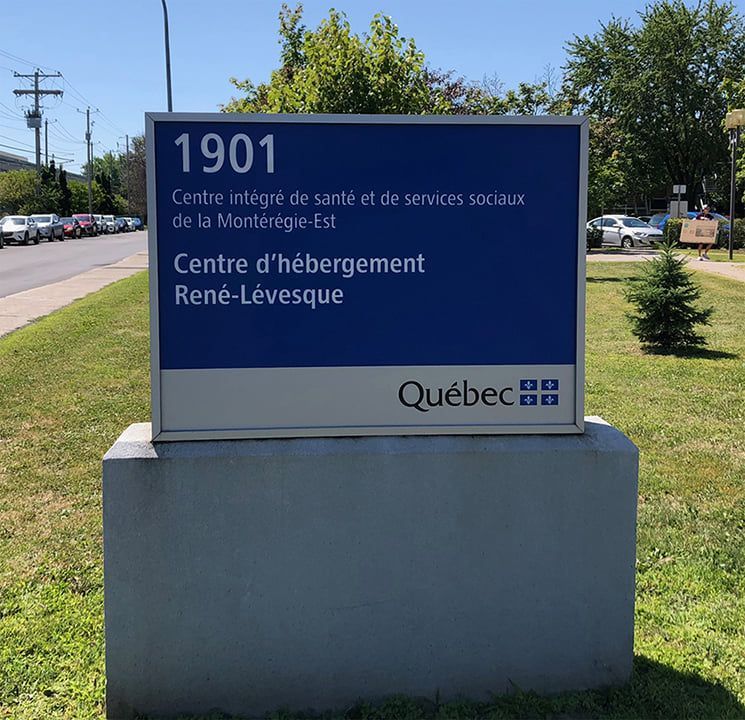 1901
Centre intégré de santé et de services sociaux
de la Montérégie-Est
Centre d'hébergement
René-Lévesque
Québec